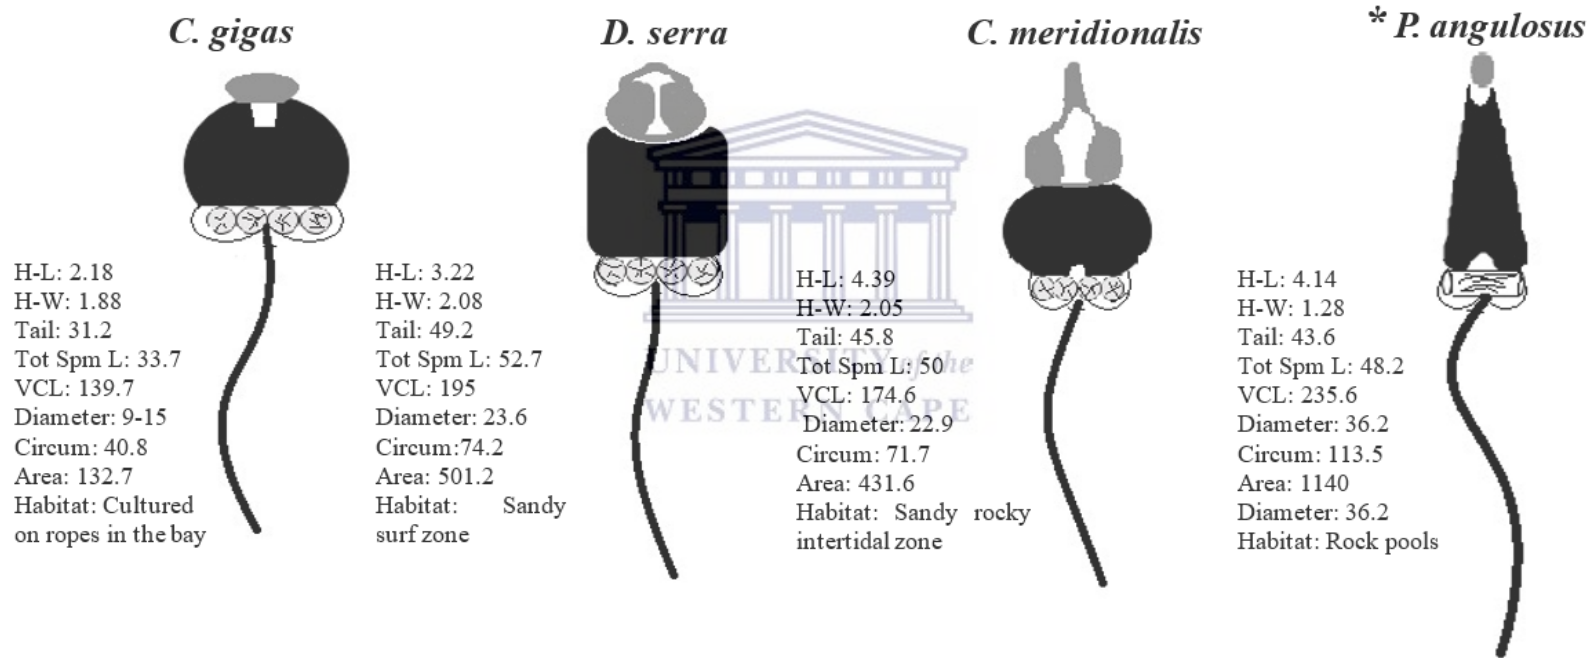 C. gigas
D. serra
C. meridionalis
* P. angulosus
H-L: 2.18
H-W: 1.88
Tail: 31.2
Tot Spm L: 33.7
VCL: 139.7
Diameter: 9-15
Circum: 40.8
Area: 132.7
Habitat: Cultured
on ropes in the bay
H-L: 3.22
H-W: 2.08
Tail: 49.2
Tot Spm L: 52.7
VCL: 195
Diameter: 23.6
Circum:74.2
Area: 501.2
Habitat: Sandy
surf zone
H-L: 4.39
H-W: 2.05
Tail: 45.8
Tot Spm L: 50
VCL: 174.6
Diameter: 22.9
Circum: 71.7
Area: 431.6
Habitat: Sandy rocky
intertidal zone
H-L: 4.14
H-W: 1.28
Tail: 43.6
Tot Spm L: 48.2
VCL: 235.6
Diameter: 36.2
Circum: 113.5
Area: 1140
Diameter: 36.2
Habitat: Rock pools
UNIVERSITY of the
WESTERN CAPE